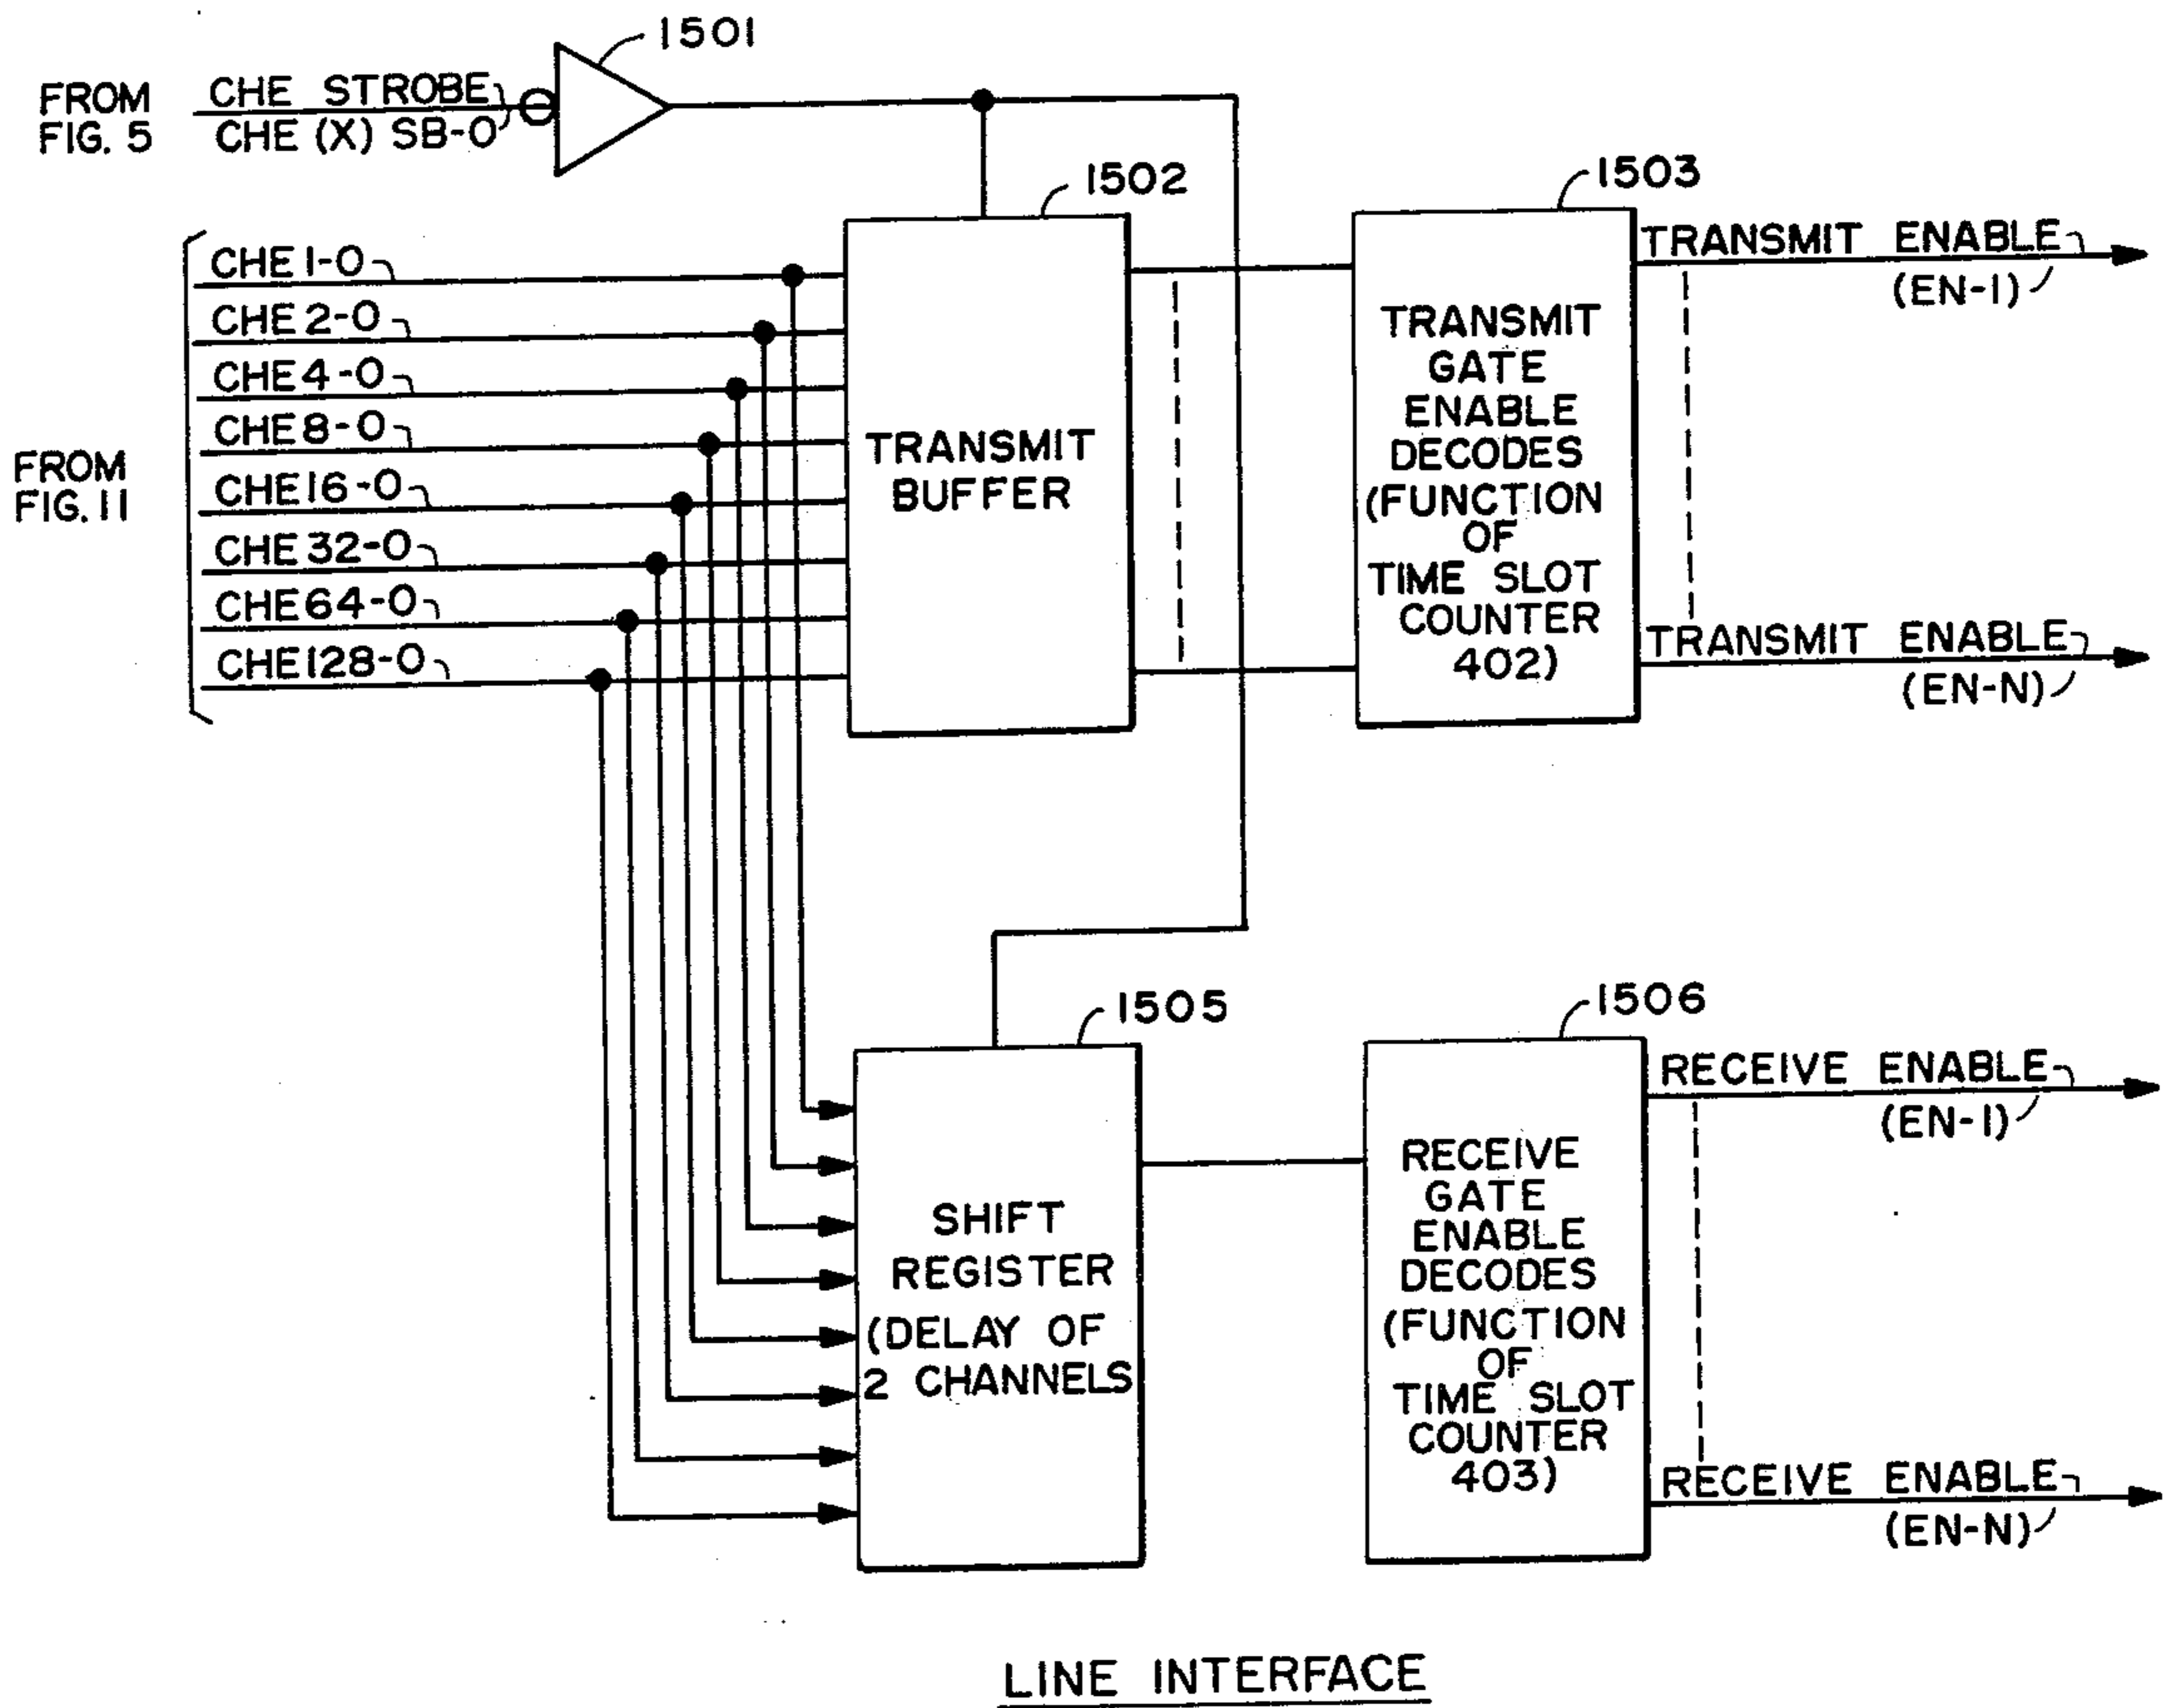 1501
FROM
FIG. 5
CHE STROBE
CHE (X) SB-0
1502
1503
FROM
FIG. 11
CHE 1-0
CHE 2-0
CHE 4-0
CHE 8-0
CHE 16-0
CHE 32-0
CHE 64-0
CHE 128-0
TRANSMIT
BUFFER
TRANSMIT
GATE
ENABLE
DECODES
(FUNCTION
OF
TIME SLOT
COUNTER
402)
TRANSMIT ENABLE
(EN-1)
TRANSMIT ENABLE
(EN-N)
1505
1506
SHIFT
REGISTER
(DELAY OF
2 CHANNELS
RECEIVE
GATE
ENABLE
DECODES
(FUNCTION
OF
TIME SLOT
COUNTER
403)
RECEIVE ENABLE
(EN-1)
RECEIVE ENABLE
(EN-N)
LINE INTERFACE